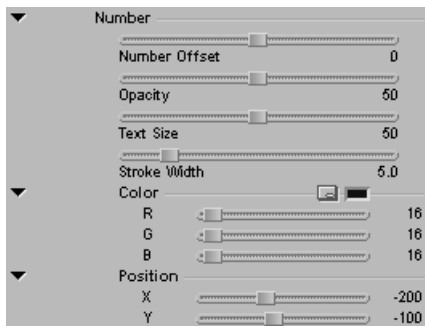 Number
Number Offset 0
Opacity 50
Text Size 50
Stroke Width 5.0
Color
R 16
G 16
B 16
Position
X -200
Y -100